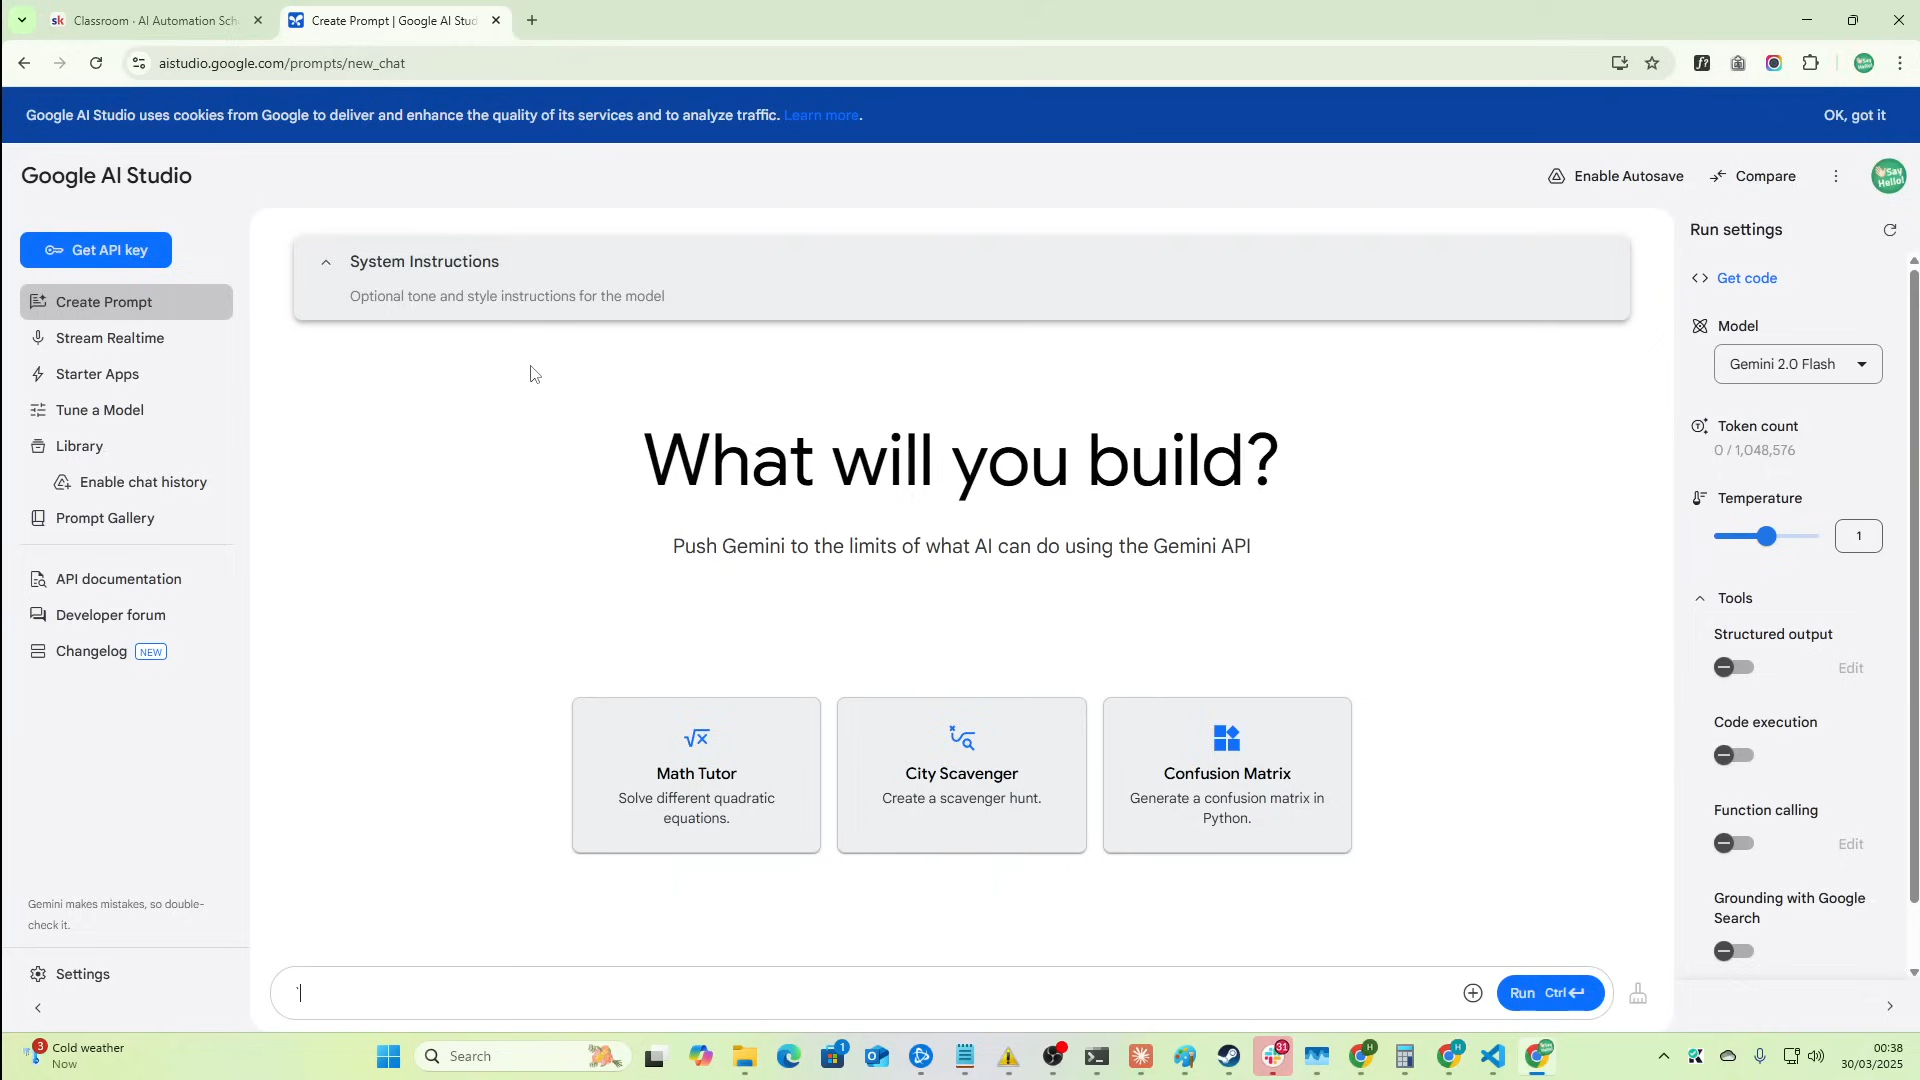 Classroom - AI Automation Sch
Create Prompt | Google AI Stud
aistudio.google.com/prompts/new_chat
Google AI Studio uses cookies from Google to deliver and enhance the quality of its services and to analyze traffic. Learn more.
OK, got it
Google AI Studio
Enable Autosave
Compare
Say Hello!
Get API key
Create Prompt
Stream Realtime
Starter Apps
Tune a Model
Library
Enable chat history
Prompt Gallery
API documentation
Developer forum
Changelog NEW
Gemini makes mistakes, so double-
check it.
Settings
System Instructions
Optional tone and style instructions for the model
What will you build?
Push Gemini to the limits of what AI can do using the Gemini API
Math Tutor
Solve different quadratic
equations.
City Scavenger
Create a scavenger hunt.
Confusion Matrix
Generate a confusion matrix in
Python.
`
Run Ctrl
Run settings
Get code
Model
Gemini 2.0 Flash
Token count
0 / 1,048,576
Temperature
1
Tools
Structured output
Edit
Code execution
Function calling
Edit
Grounding with Google
Search
3
Cold weather
Now
Search
1
31
00:38
30/03/2025